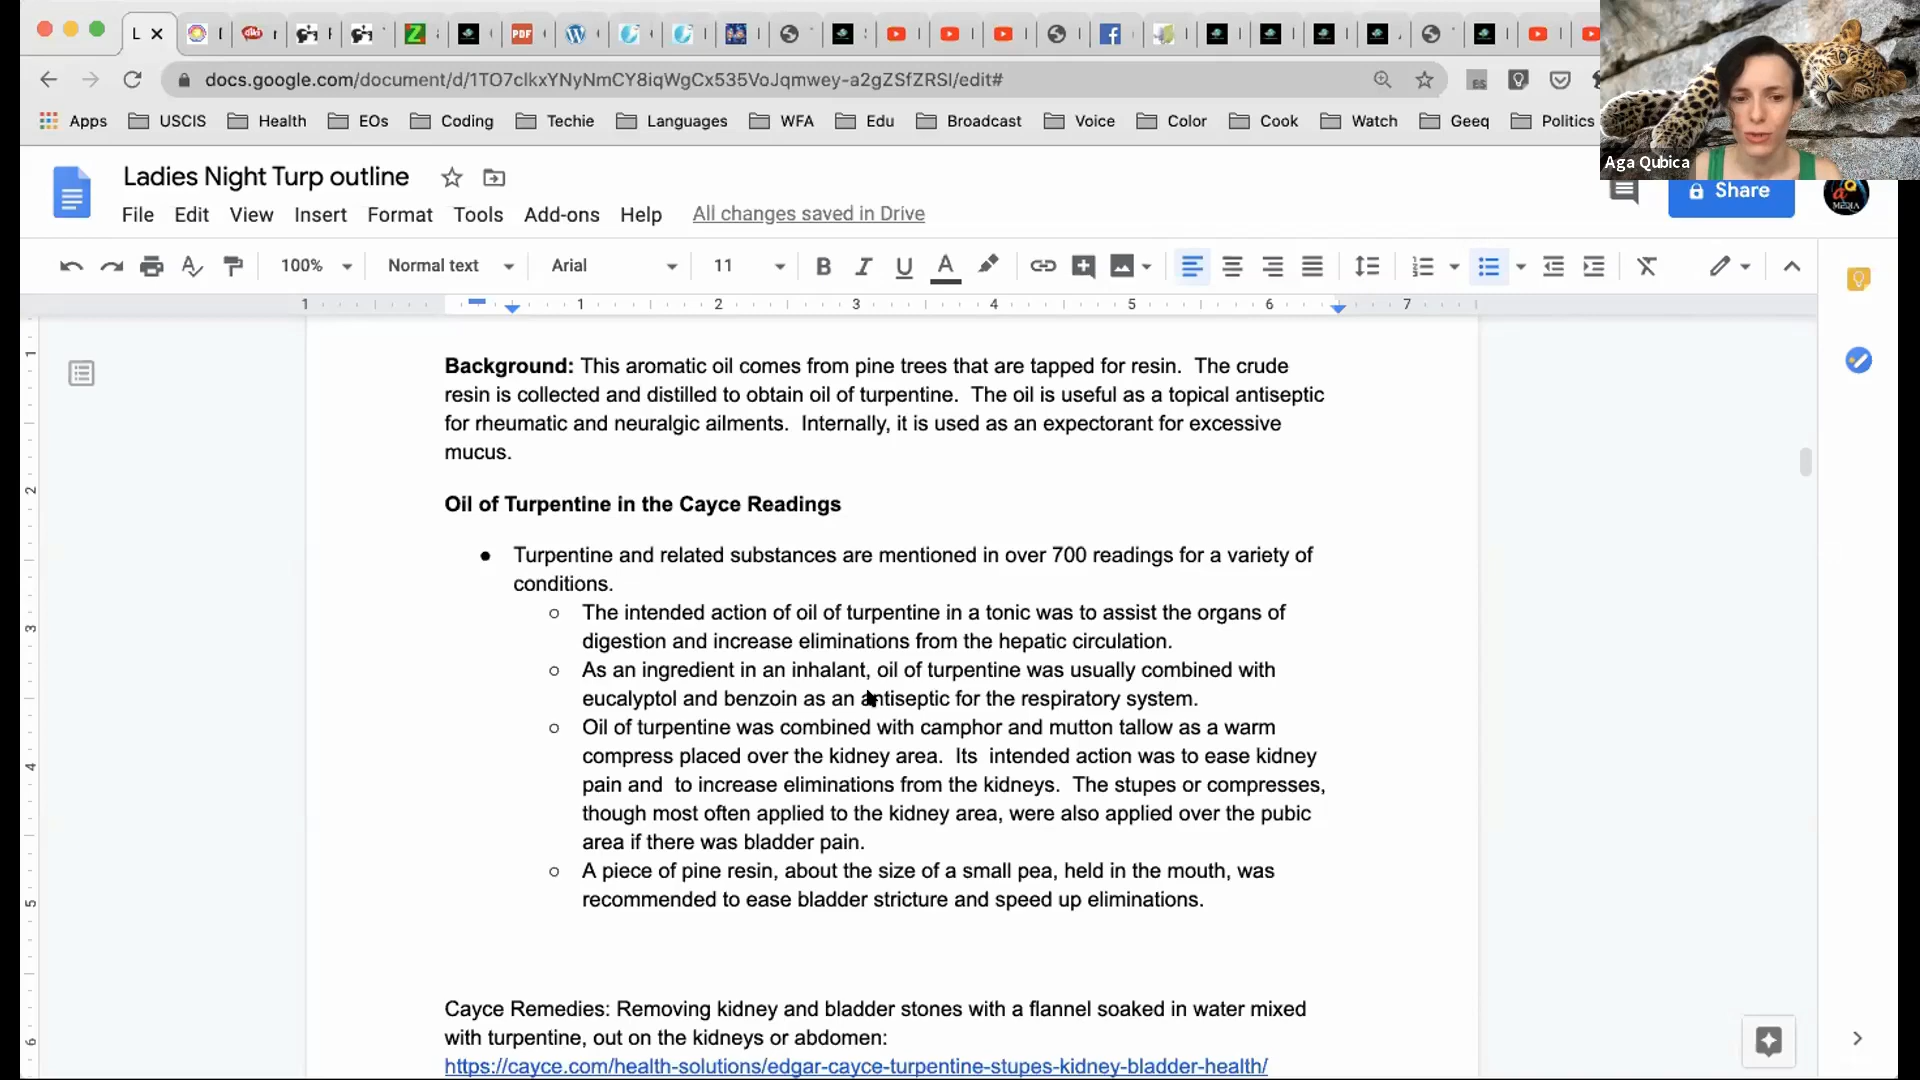 L
docs.google.com/document/d/1TO7clkxYNyNmCY8iqWgCx535VoJqmwey-a2gZSfZRSI/edit#
Apps USCIS Health EOs Coding Techie Languages WFA Edu Broadcast Voice Color Cook Watch Geeq Politics
Aga Qubica
Ladies Night Turp outline
Share
File Edit View Insert Format Tools Add-ons Help All changes saved in Drive
100% Normal text Arial 11
1 1 2 3 4 5 6 7
Background: This aromatic oil comes from pine trees that are tapped for resin. The crude
resin is collected and distilled to obtain oil of turpentine. The oil is useful as a topical antiseptic
for rheumatic and neuralgic ailments. Internally, it is used as an expectorant for excessive
mucus.
Oil of Turpentine in the Cayce Readings
● Turpentine and related substances are mentioned in over 700 readings for a variety of
conditions.
○ The intended action of oil of turpentine in a tonic was to assist the organs of
digestion and increase eliminations from the hepatic circulation.
○ As an ingredient in an inhalant, oil of turpentine was usually combined with
eucalyptol and benzoin as an antiseptic for the respiratory system.
○ Oil of turpentine was combined with camphor and mutton tallow as a warm
compress placed over the kidney area. Its intended action was to ease kidney
pain and to increase eliminations from the kidneys. The stupes or compresses,
though most often applied to the kidney area, were also applied over the pubic
area if there was bladder pain.
○ A piece of pine resin, about the size of a small pea, held in the mouth, was
recommended to ease bladder stricture and speed up eliminations.
Cayce Remedies: Removing kidney and bladder stones with a flannel soaked in water mixed
with turpentine, out on the kidneys or abdomen:
https://cayce.com/health-solutions/edgar-cayce-turpentine-stupes-kidney-bladder-health/